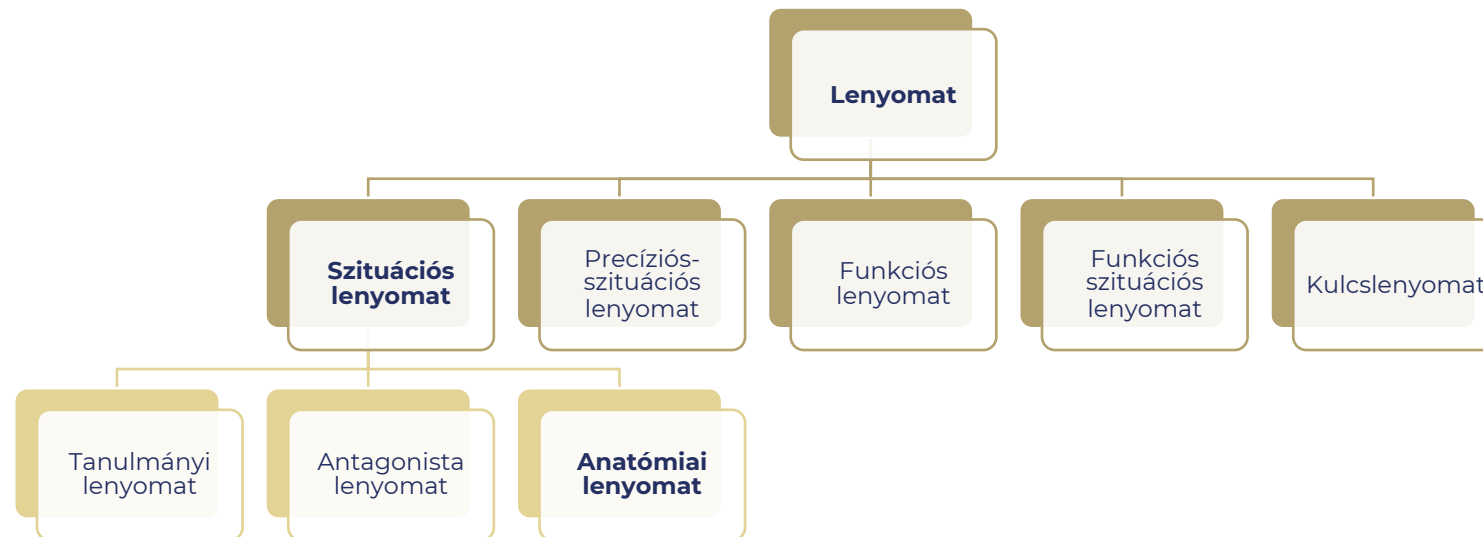 Lenyomat
Szituációs
lenyomat
Precíziós-
szituációs
lenyomat
Funkciós
lenyomat
Funkciós
szituációs
lenyomat
Kulcslenyomat
Tanulmányi
lenyomat
Antagonista
lenyomat
Anatómiai
lenyomat